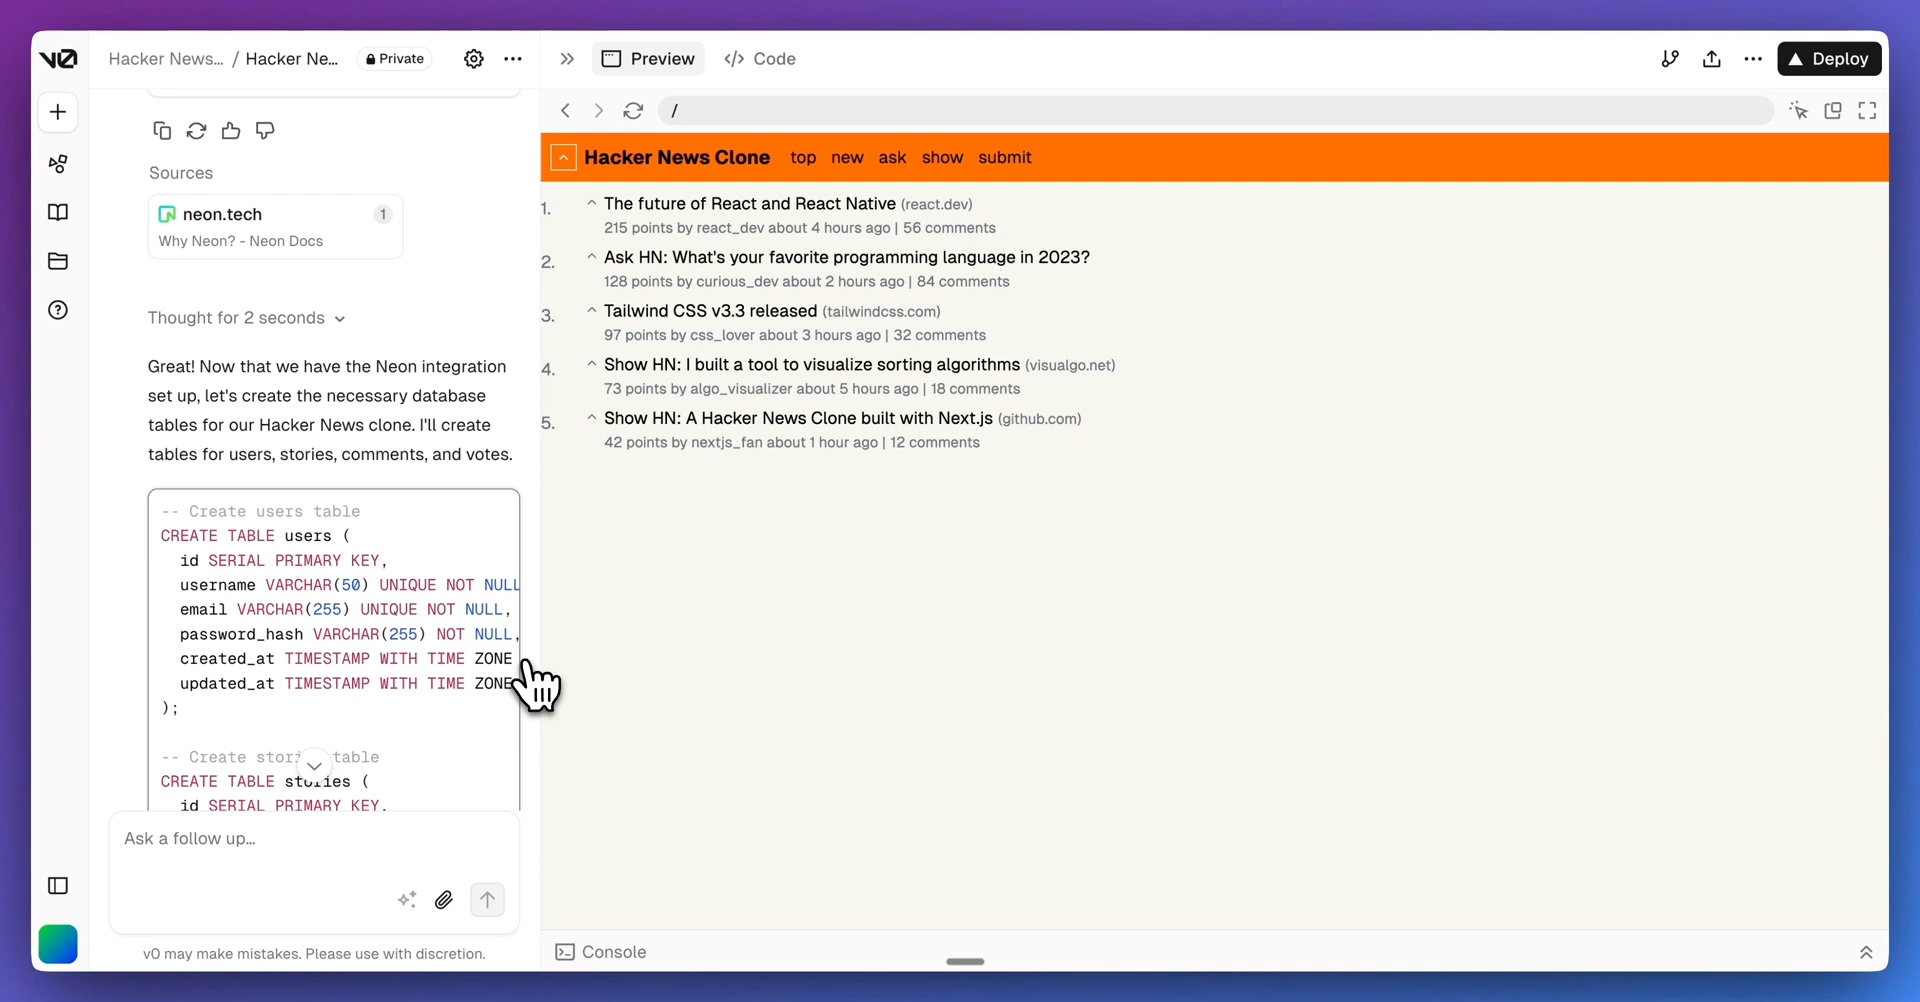 v0
Hacker News... / Hacker Ne...
Private
Preview
Code
Deploy
/
Sources
neon.tech
1
Why Neon? - Neon Docs
Thought for 2 seconds
Great! Now that we have the Neon integration
set up, let's create the necessary database
tables for our Hacker News clone. I'll create
tables for users, stories, comments, and votes.
-- Create users table
CREATE TABLE users (
id SERIAL PRIMARY KEY,
username VARCHAR(50) UNIQUE NOT NULL
email VARCHAR(255) UNIQUE NOT NULL,
password_hash VARCHAR(255) NOT NULL,
created_at TIMESTAMP WITH TIME ZONE
updated_at TIMESTAMP WITH TIME ZONE
);
-- Create stori table
CREATE TABLE stories (
id SERIAL PRIMARY KEY,
Ask a follow up...
v0 may make mistakes. Please use with discretion.
Hacker News Clone
top new ask show submit
1. The future of React and React Native (react.dev)
215 points by react_dev about 4 hours ago | 56 comments
2. Ask HN: What's your favorite programming language in 2023?
128 points by curious_dev about 2 hours ago | 84 comments
3. Tailwind CSS v3.3 released (tailwindcss.com)
97 points by css_lover about 3 hours ago | 32 comments
4. Show HN: I built a tool to visualize sorting algorithms (visualgo.net)
73 points by algo_visualizer about 5 hours ago | 18 comments
5. Show HN: A Hacker News Clone built with Next.js (github.com)
42 points by nextjs_fan about 1 hour ago | 12 comments
Console